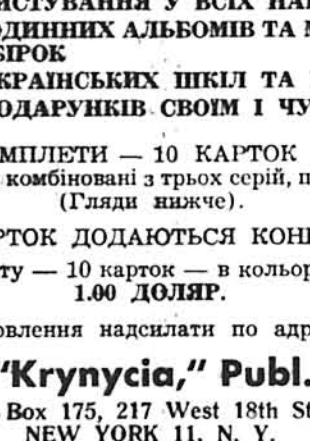 ИСТУВАННЯ У ВСІХ НА
ДИННИХ АЛЬБОМІВ ТА
БІРОК
КРАЇНСЬКИХ ШКІЛ ТА
ОДАРУНКІВ СВОЇМ І ЧУ
МПЛЕТИ — 10 КАРТОК
комбіновані з трьох серій, п
(Гляди нижче).
РТОК ДОДАЮТЬСЯ КОН
ту — 10 карток — в кольор
1.00 ДОЛЯР.
овлення надсилати по адр
"Krynycia," Publ.
Box 175, 217 West 18th St
NEW YORK 11, N. Y.